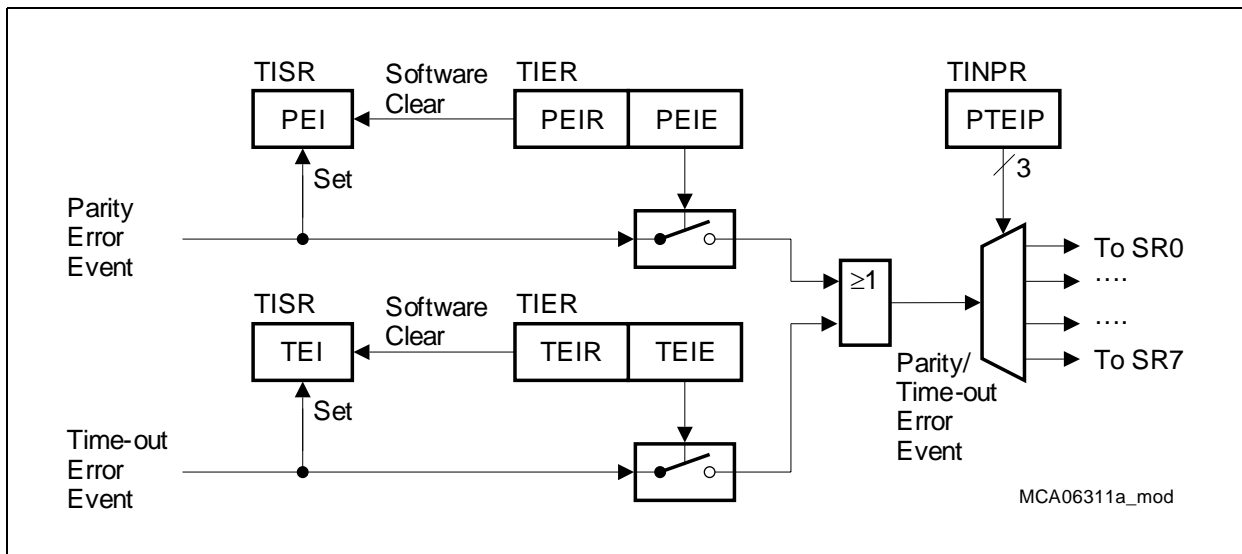 TISR
Software
Clear
TIER
TINPR
PEI
PEIR
PEIE
PTEIP
3
Set
Parity
Error
Event
To SR0
....
≥1
....
To SR7
TISR
Software
Clear
TIER
TEI
TEIR
TEIE
Parity/
Time-out
Error
Event
Set
Time-out
Error
Event
MCA06311a_mod